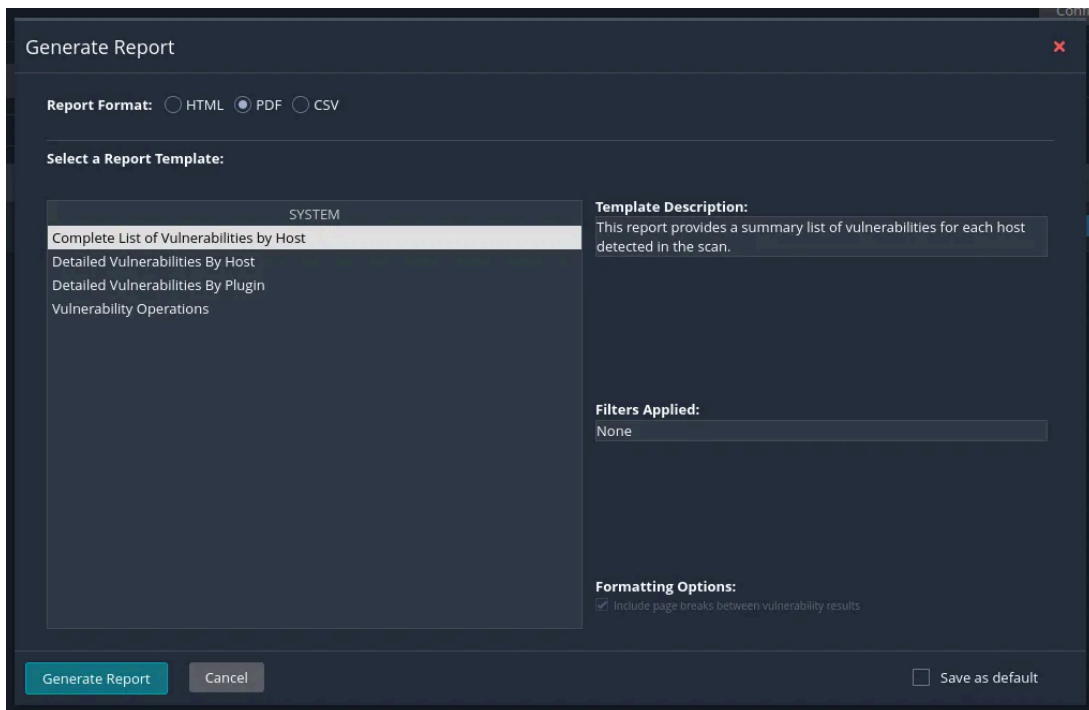 Generate Report
Report Format: HTML PDF CSV
Select a Report Template:
SYSTEM
Complete List of Vulnerabilities by Host
Detailed Vulnerabilities By Host
Detailed Vulnerabilities By Plugin
Vulnerability Operations
Template Description:
This report provides a summary list of vulnerabilities for each host
detected in the scan.
Filters Applied:
None
Formatting Options:
Include page breaks between vulnerability results
Generate Report
Cancel
Save as default